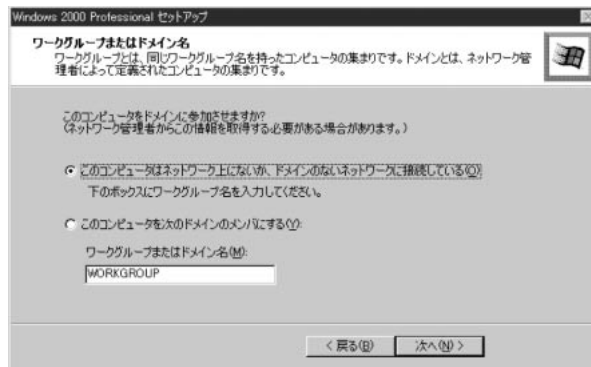 Windows 2000 Professional セットアップ
ワークグループまたはドメイン名
ワークグループとは、同じワークグループ名を持ったコンピュータの集まりです。ドメインとは、ネットワーク管
理者によって定義されたコンピュータの集まりです。
このコンピュータをドメインに参加させますか?
(ネットワーク管理者からこの情報を取得する必要がある場合があります。)
このコンピュータはネットワーク上にないか、ドメインのないネットワークに接続している(O):
下のボックスにワークグループ名を入力してください。
このコンピュータを次のドメインのメンバにする(Y):
ワークグループまたはドメイン名(M):
WORKGROUP
< 戻る(B) 次へ(N) >